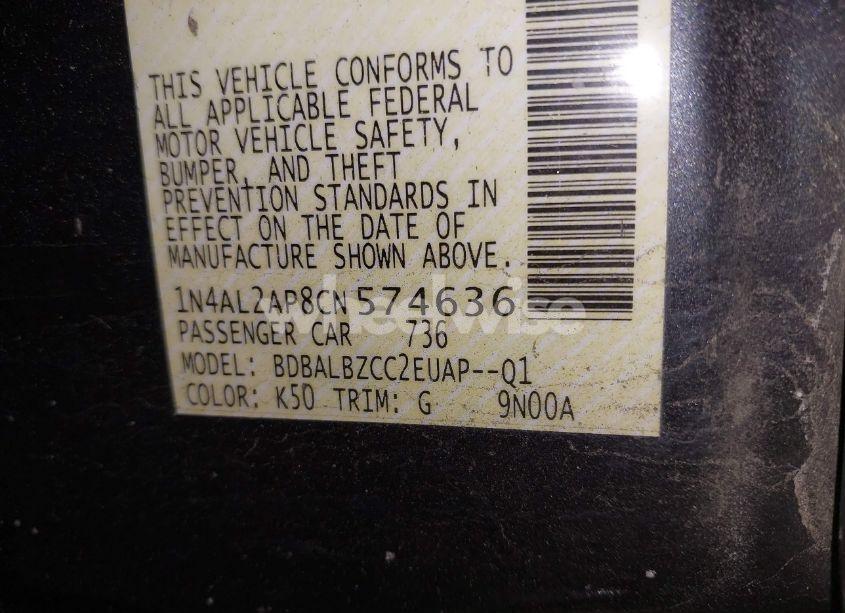 THIS VEHICLE CONFORMS TO
ALL APPLICABLE FEDERAL
MOTOR VEHICLE SAFETY,
BUMPER, AND THEFT
PREVENTION STANDARDS IN
EFFECT ON THE DATE OF
MANUFACTURE SHOWN ABOVE.
1N4AL2AP8CN574636
wheelwise
PASSENGER CAR 736
MODEL: BDBALBZCC2EUAP--Q1
COLOR: K50 TRIM: G 9N00A